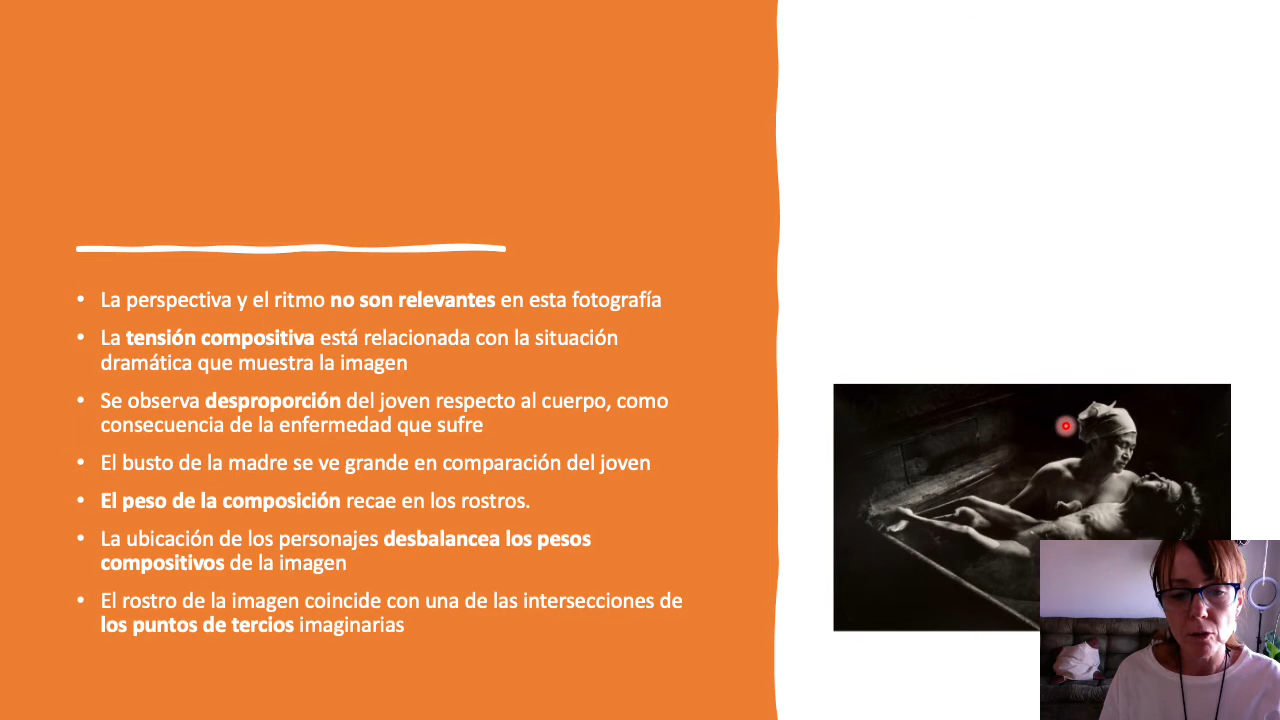 • La perspectiva y el ritmo no son relevantes en esta fotografía
• La tensión compositiva está relacionada con la situación
dramática que muestra la imagen
• Se observa desproporción del joven respecto al cuerpo, como
consecuencia de la enfermedad que sufre
• El busto de la madre se ve grande en comparación del joven
• El peso de la composición recae en los rostros.
• La ubicación de los personajes desbalancea los pesos
compositivos de la imagen
• El rostro de la imagen coincide con una de las intersecciones de
los puntos de tercios imaginarias